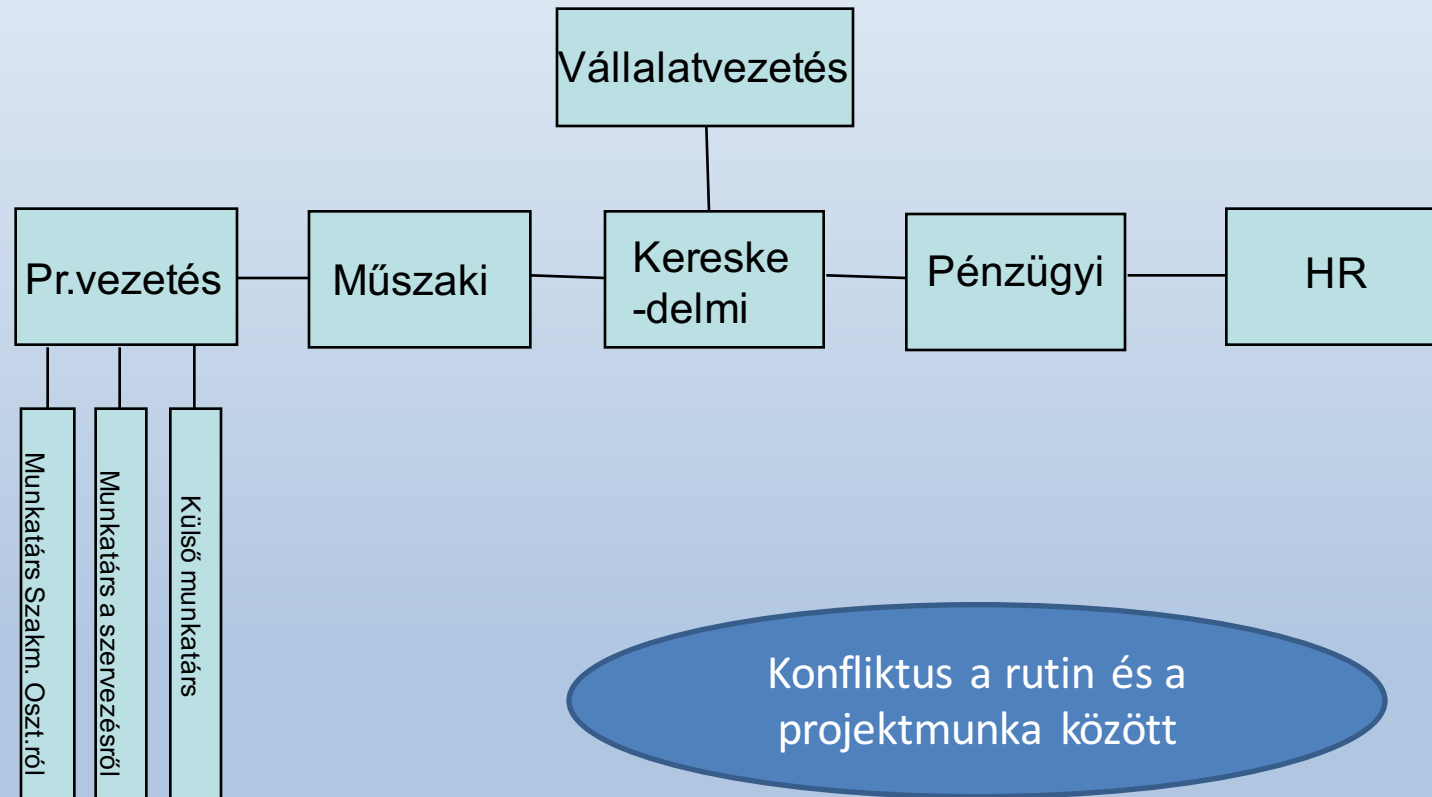 Vállalatvezetés
Pr.vezetés
Műszaki
Kereske
-delmi
Pénzügyi
HR
Munkatárs Szakm. Oszt.ról
Munkatárs a szervezésről
Külső munkatárs
Konfliktus a rutin és a
projektmunka között